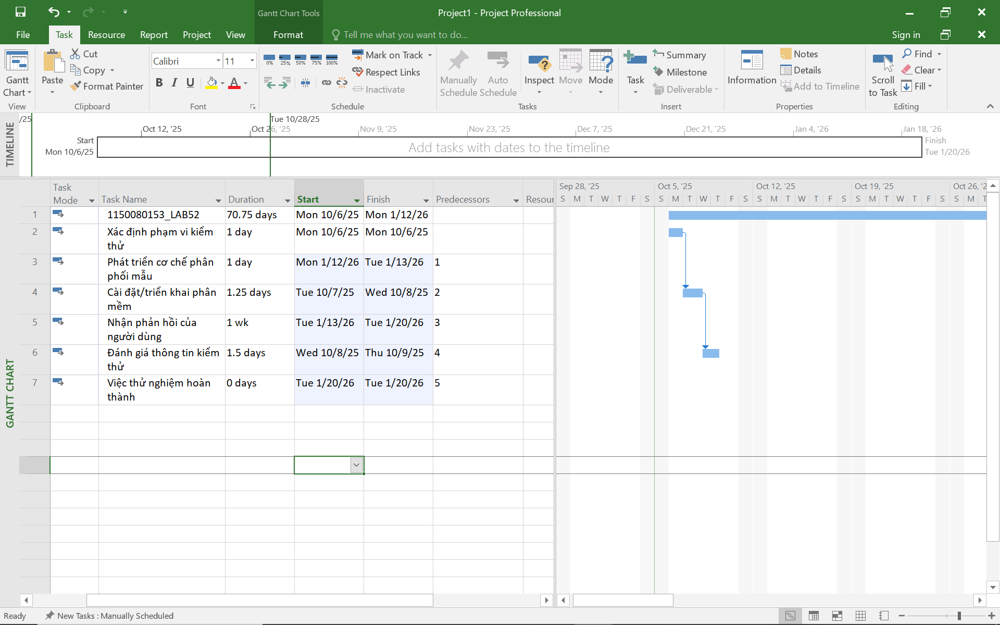 Gantt Chart Tools
Project1 - Project Professional
File
Task
Resource
Report
Project
View
Format
Tell me what you want to do...
Sign in
Gantt
Chart
View
Paste
Cut
Copy
Format Painter
Clipboard
Calibri
11
B I U
A
Font
0% 25% 50% 75% 100%
Mark on Track
Respect Links
Inactivate
Schedule
Manually
Schedule
Auto
Schedule
Inspect
Move
Mode
Tasks
Task
Summary
Milestone
Deliverable
Insert
Information
Notes
Details
Add to Timeline
Properties
Scroll
to Task
Find
Clear
Fill
Editing
TIMELINE
/25
Tue 10/28/25
Oct 12, '25
Oct 26, '25
Nov 9, '25
Nov 23, '25
Dec 7, '25
Dec 21, '25
Jan 4, '26
Jan 18, '26
Start
Mon 10/6/25
Add tasks with dates to the timeline
Finish
Tue 1/20/26
GANTT CHART
Task
Mode
Task Name
Duration
Start
Finish
Predecessors
Resour
1 1150080153_LAB52 70.75 days Mon 10/6/25 Mon 1/12/26
2 Xác định phạm vi kiểm 1 day Mon 10/6/25 Mon 10/6/25
thử
3 Phát triển cơ chế phân 1 day Mon 1/12/26 Tue 1/13/26 1
phối mẫu
4 Cài đặt/triển khai phân 1.25 days Tue 10/7/25 Wed 10/8/25 2
mềm
5 Nhận phản hồi của 1 wk Tue 1/13/26 Tue 1/20/26 3
người dùng
6 Đánh giá thông tin kiểm 1.5 days Wed 10/8/25 Thu 10/9/25 4
thử
7 Việc thử nghiệm hoàn 0 days Tue 1/20/26 Tue 1/20/26 5
thành
Sep 28, '25
Oct 5, '25
Oct 12, '25
Oct 19, '25
Oct 26, '2
S M T W T F S S M T W T F S S M T W T F S S M T W T F S S M T
Ready
New Tasks : Manually Scheduled